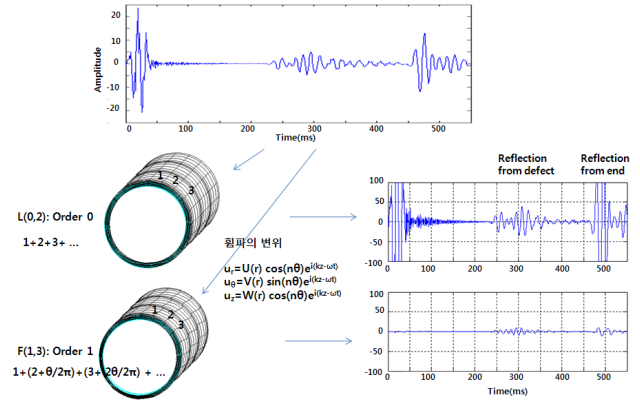 20
10
0
-10
-20
Amplitude
0
100
200
300
400
500
Time(ms)
1
2
3
L(0,2): Order 0
1+2+3+ ...
휨파의 변위
uᵣ=U(r) cos(nθ)eⁱ⁽ᵏᶻ⁻ωᵗ⁾
uθ=V(r) sin(nθ)eⁱ⁽ᵏᶻ⁻ωᵗ⁾
u_z=W(r) cos(nθ)eⁱ⁽ᵏᶻ⁻ωᵗ⁾
Reflection
from defect
Reflection
from end
100
50
0
-50
-100
0
100
200
300
400
500
1
2
3
F(1,3): Order 1
1+(2+θ/2π)+(3+2θ/2π) + ...
100
50
0
-50
-100
0
100
200
300
400
500
Time(ms)